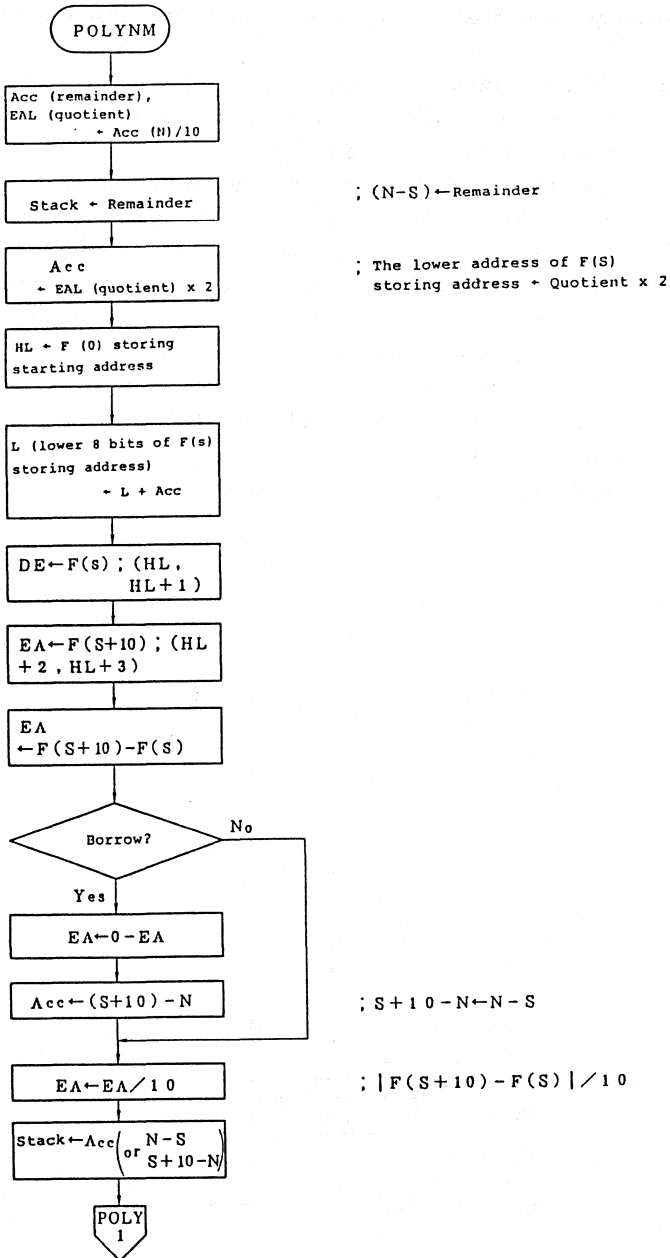 POLYNM
Acc (remainder),
EAL (quotient)
← Acc (N)/10
Stack ← Remainder
; (N-S)←Remainder
Acc
← EAL (quotient) x 2
; The lower address of F(S)
storing address ← Quotient x 2
HL ← F (0) storing
starting address
L (lower 8 bits of F(s)
storing address)
← L + Acc
DE←F(s) ; (HL,
HL+1)
EA←F(S+10) ; (HL
+2, HL+3)
EA
←F(S+10)-F(S)
Borrow?
No
Yes
EA←0-EA
Acc←(S+10)-N
; S+10-N←N-S
EA←EA/10
; |F(S+10)-F(S)|/10
Stack←Acc(or N-S
S+10-N)
POLY
1